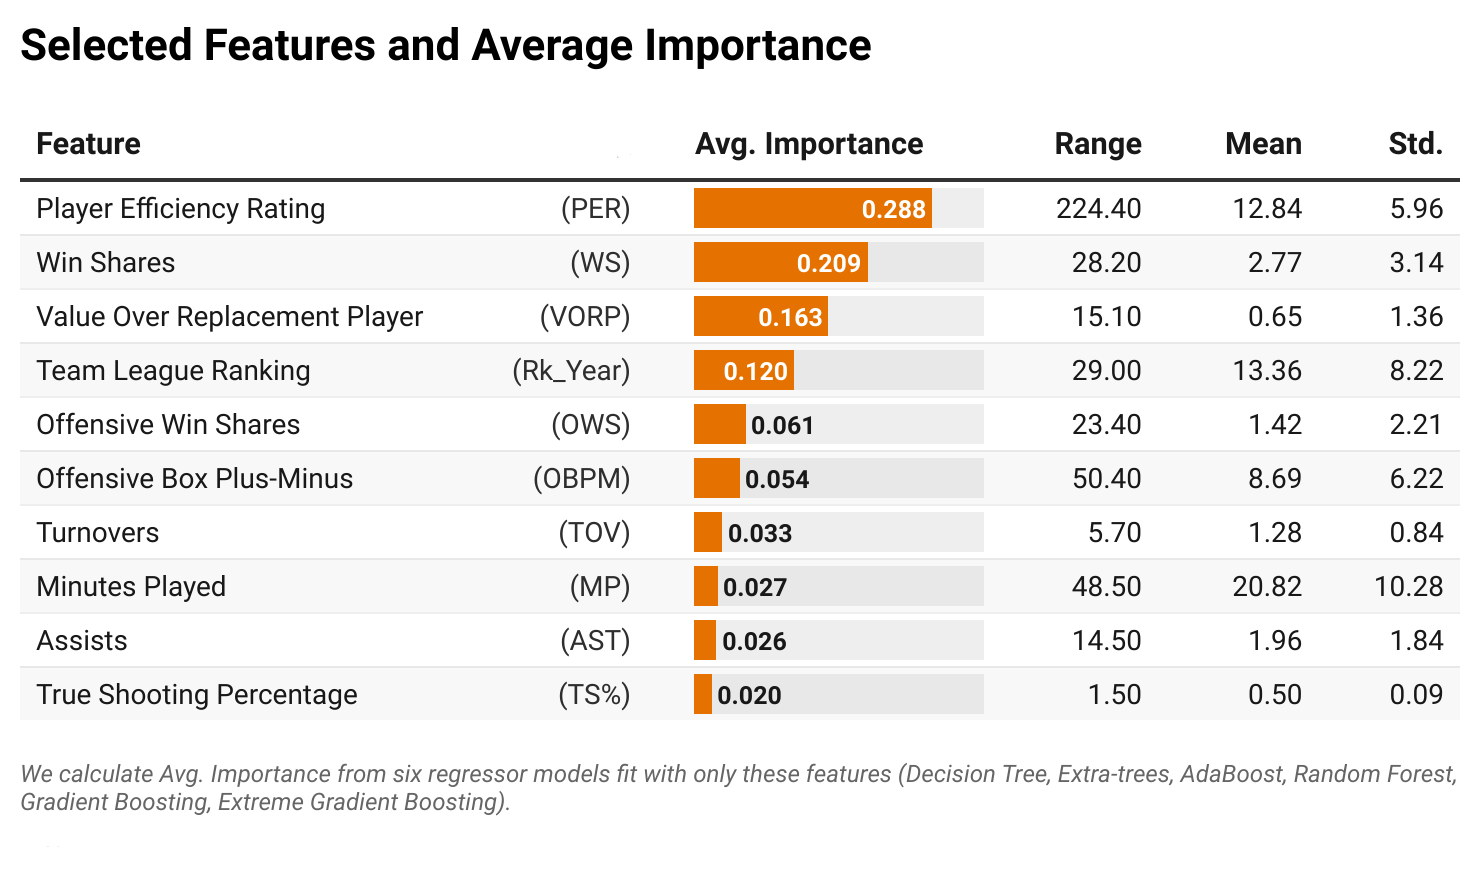 Selected Features and Average Importance
Feature Avg. Importance Range Mean Std.
Player Efficiency Rating (PER) 0.288 224.40 12.84 5.96
Win Shares (WS) 0.209 28.20 2.77 3.14
Value Over Replacement Player (VORP) 0.163 15.10 0.65 1.36
Team League Ranking (Rk_Year) 0.120 29.00 13.36 8.22
Offensive Win Shares (OWS) 0.061 23.40 1.42 2.21
Offensive Box Plus-Minus (OBPM) 0.054 50.40 8.69 6.22
Turnovers (TOV) 0.033 5.70 1.28 0.84
Minutes Played (MP) 0.027 48.50 20.82 10.28
Assists (AST) 0.026 14.50 1.96 1.84
True Shooting Percentage (TS%) 0.020 1.50 0.50 0.09
We calculate Avg. Importance from six regressor models fit with only these features (Decision Tree, Extra-trees, AdaBoost, Random Forest,
Gradient Boosting, Extreme Gradient Boosting).